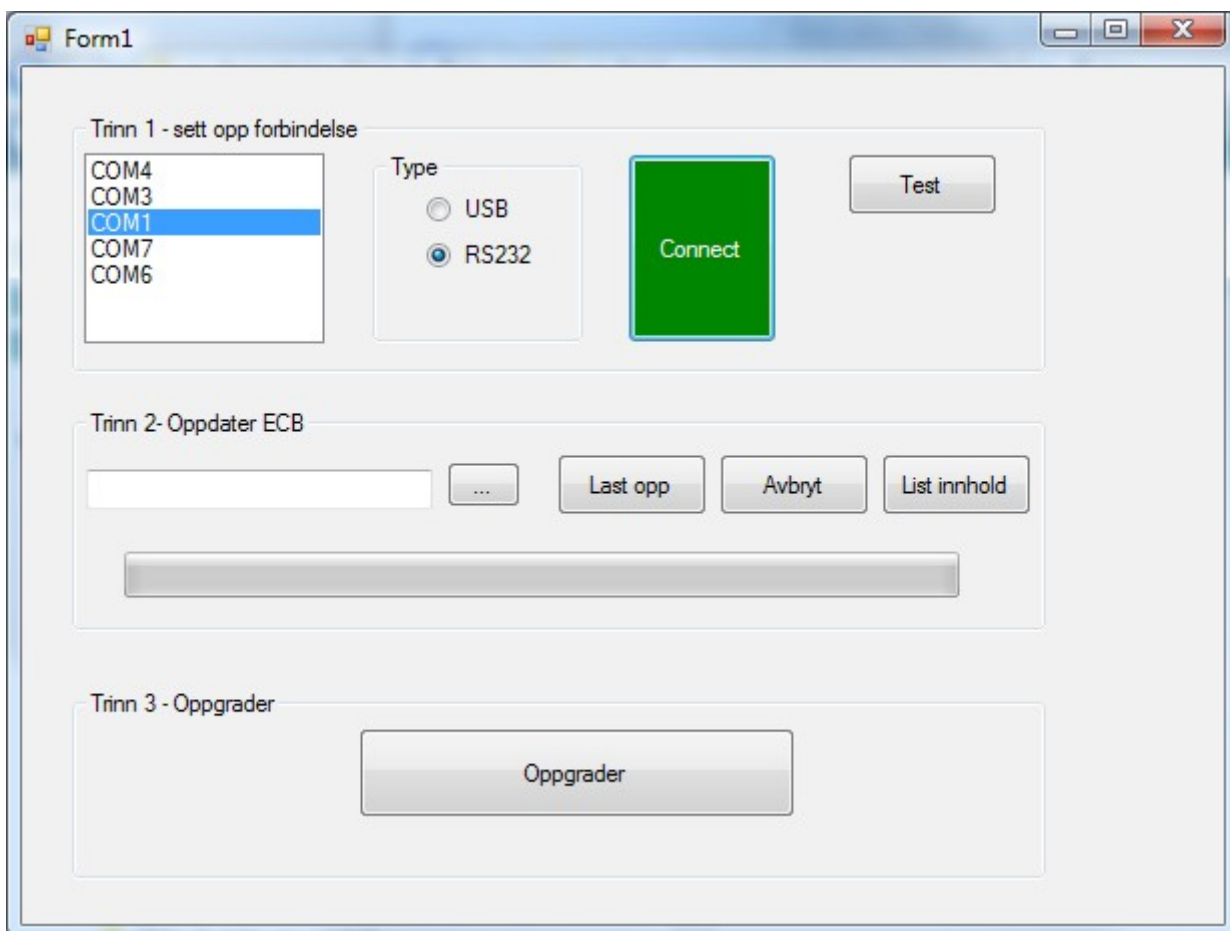 Form1
Trinn 1 - sett opp forbindelse
COM4
COM3
COM1
COM7
COM6
Type
USB
RS232
Connect
Test
Trinn 2- Oppdater ECB
...
Last opp
Avbryt
List innhold
Trinn 3 - Oppgrader
Oppgrader